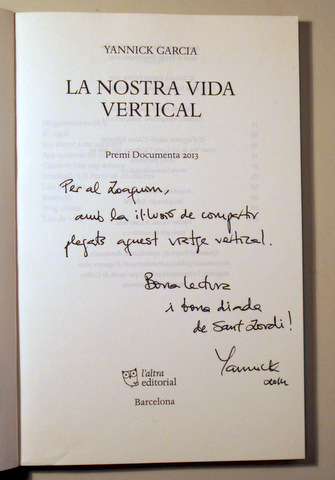 YANNICK GARCIA
LA NOSTRA VIDA
VERTICAL
Premi Documenta 2013
Per al Joaquim,
amb la il·lusió de compartir
plegats aquest viatge vertical.
Bona lectura
i bona diada
de Sant Jordi!
Yannick
2014
l'altra
editorial
Barcelona